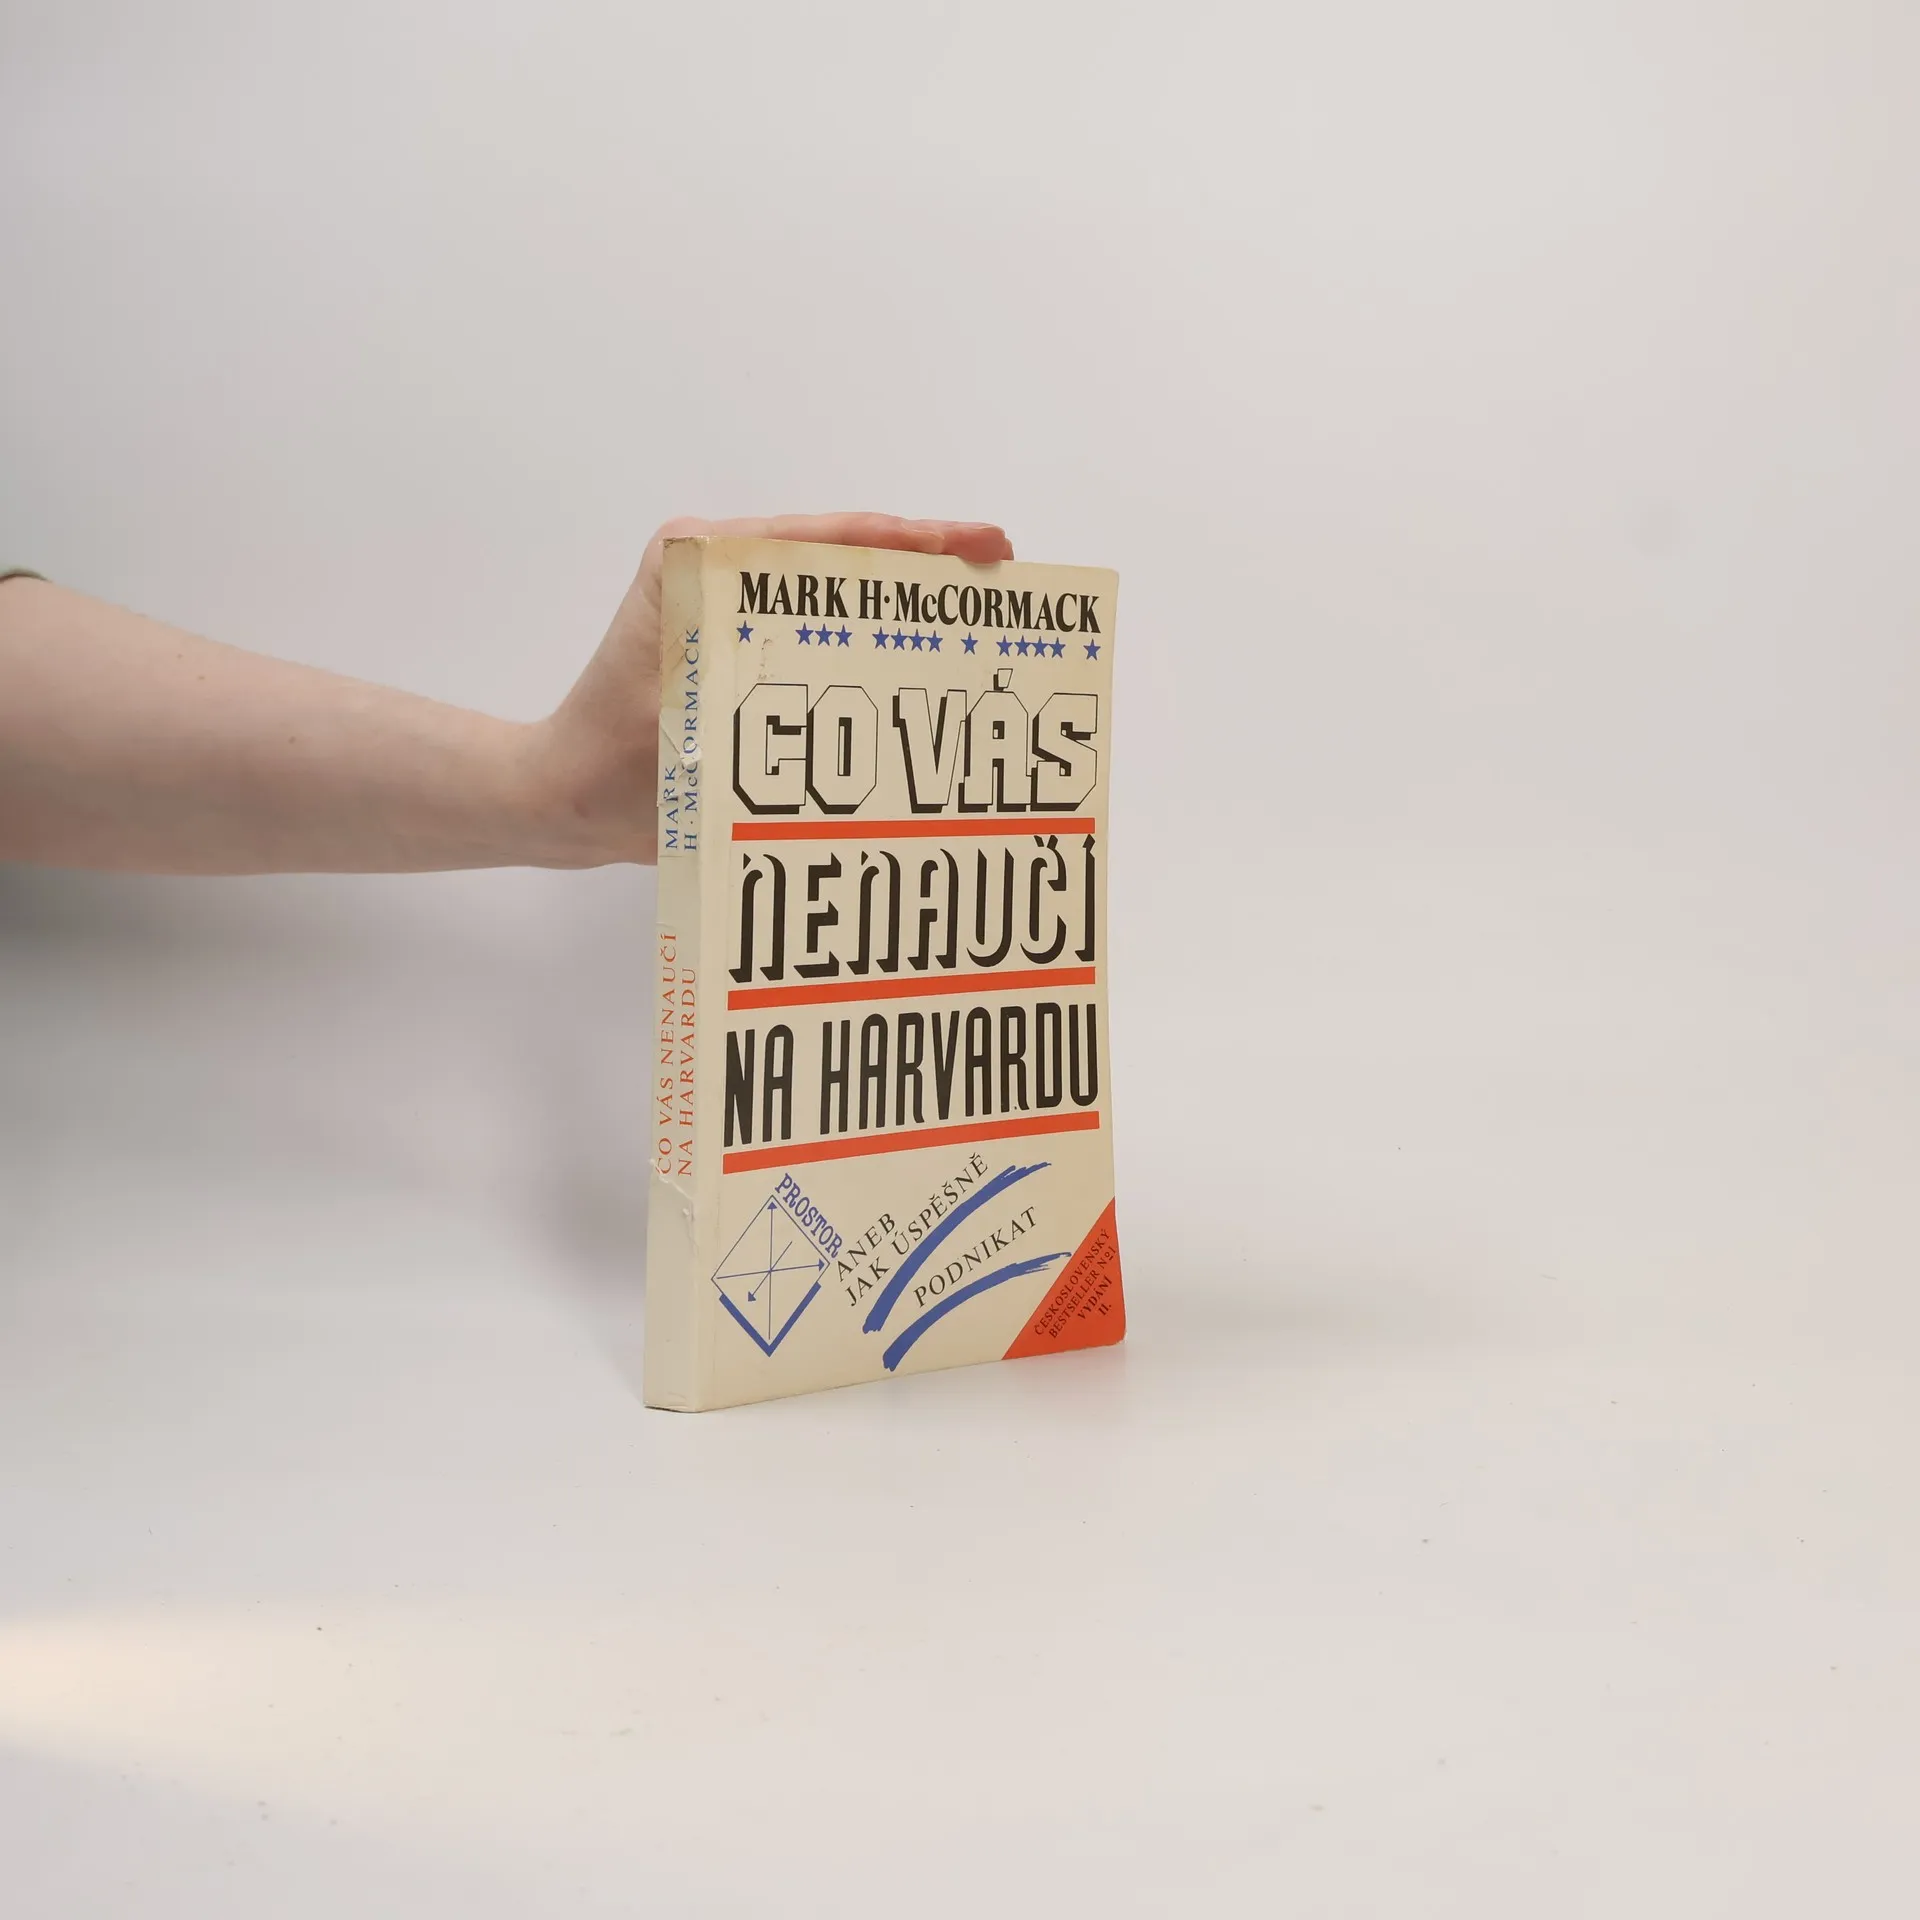 MARK H·McCORMACK
CO VÁS
NENAUČÍ
NA HARVARDU
PROSTOR
ANEB
JAK ÚSPĚŠNĚ
PODNIKAT
ČESKOSLOVENSKÝ
BESTSELLER Nº1
VYDÁNÍ
II.
MARK
H·McCORMACK
CO VÁS NENAUČÍ
NA HARVARDU